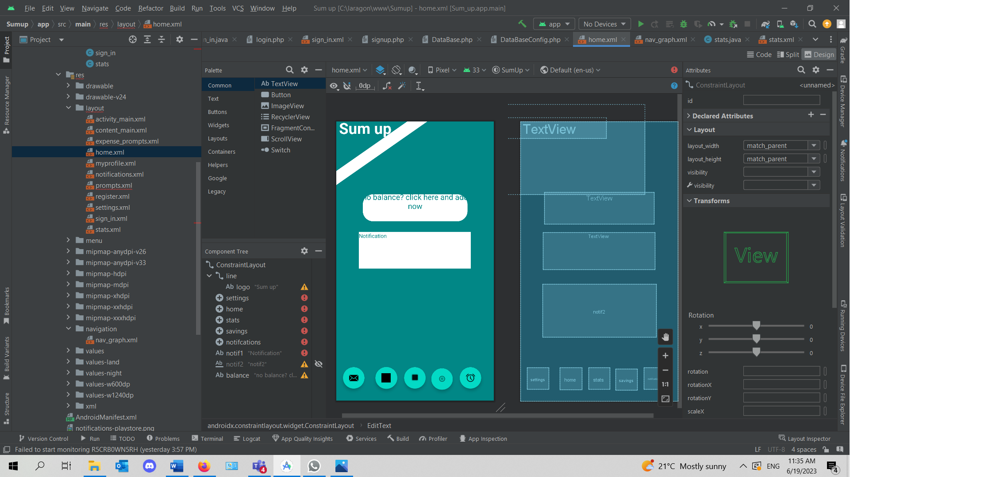 File Edit View Navigate Code Refactor Build Run Tools VCS Window Help Sum up [C:\laragon\www\Sumup] - home.xml [Sum_up.app.main]
Sumup app src main res layout home.xml app No Devices
Project
n_in.java login.php sign_in.xml signup.php DataBase.php DataBaseConfig.php home.xml nav_graph.xml stats.java stats.xml
Code Split Design
Project
Resource Manager
Bookmarks
Build Variants
Structure
sign_in
stats
res
drawable
drawable-v24
layout
activity_main.xml
content_main.xml
expense_prompts.xml
home.xml
myprofile.xml
notifications.xml
prompts.xml
register.xml
settings.xml
sign_in.xml
stats.xml
menu
mipmap-anydpi-v26
mipmap-anydpi-v33
mipmap-hdpi
mipmap-mdpi
mipmap-xhdpi
mipmap-xxhdpi
mipmap-xxxhdpi
navigation
nav_graph.xml
values
values-land
values-night
values-w600dp
values-w1240dp
xml
MF AndroidManifest.xml
notifications-playstore.png
Palette
Common
Text
Buttons
Widgets
Layouts
Containers
Helpers
Google
Legacy
Ab TextView
Button
ImageView
RecyclerView
FragmentCon...
ScrollView
Switch
Component Tree
ConstraintLayout
line
Ab logo "Sum up"
settings
home
stats
savings
notifcations
Ab notif1 "Notification"
Ab notif2 "notif2"
Ab balance "no balance? cl...
home.xml Pixel 33 SumUp Default (en-us)
0dp
Sum up
no balance? click here and add
now
Notification
TextView
TextView
TextView
notif2
settings home stats savings
1:1
androidx.constraintlayout.widget.ConstraintLayout EditText
Attributes
ConstraintLayout <unnamed>
id
Declared Attributes
Layout
layout_width match_parent
layout_height match_parent
visibility
visibility
Transforms
View
Rotation
x 0
y 0
z 0
rotation
rotationX
rotationY
scaleX
Gradle
Device Manager
Notifications
Layout Validation
Running Devices
Device File Explorer
Version Control Run TODO Problems Terminal Logcat App Quality Insights Services Build Profiler App Inspection Layout Inspector
Failed to start monitoring R5CRB0WN5RH (yesterday 3:57 PM) LF UTF-8 4 spaces
4
21°C Mostly sunny ENG
11:35 AM
6/19/2023
4